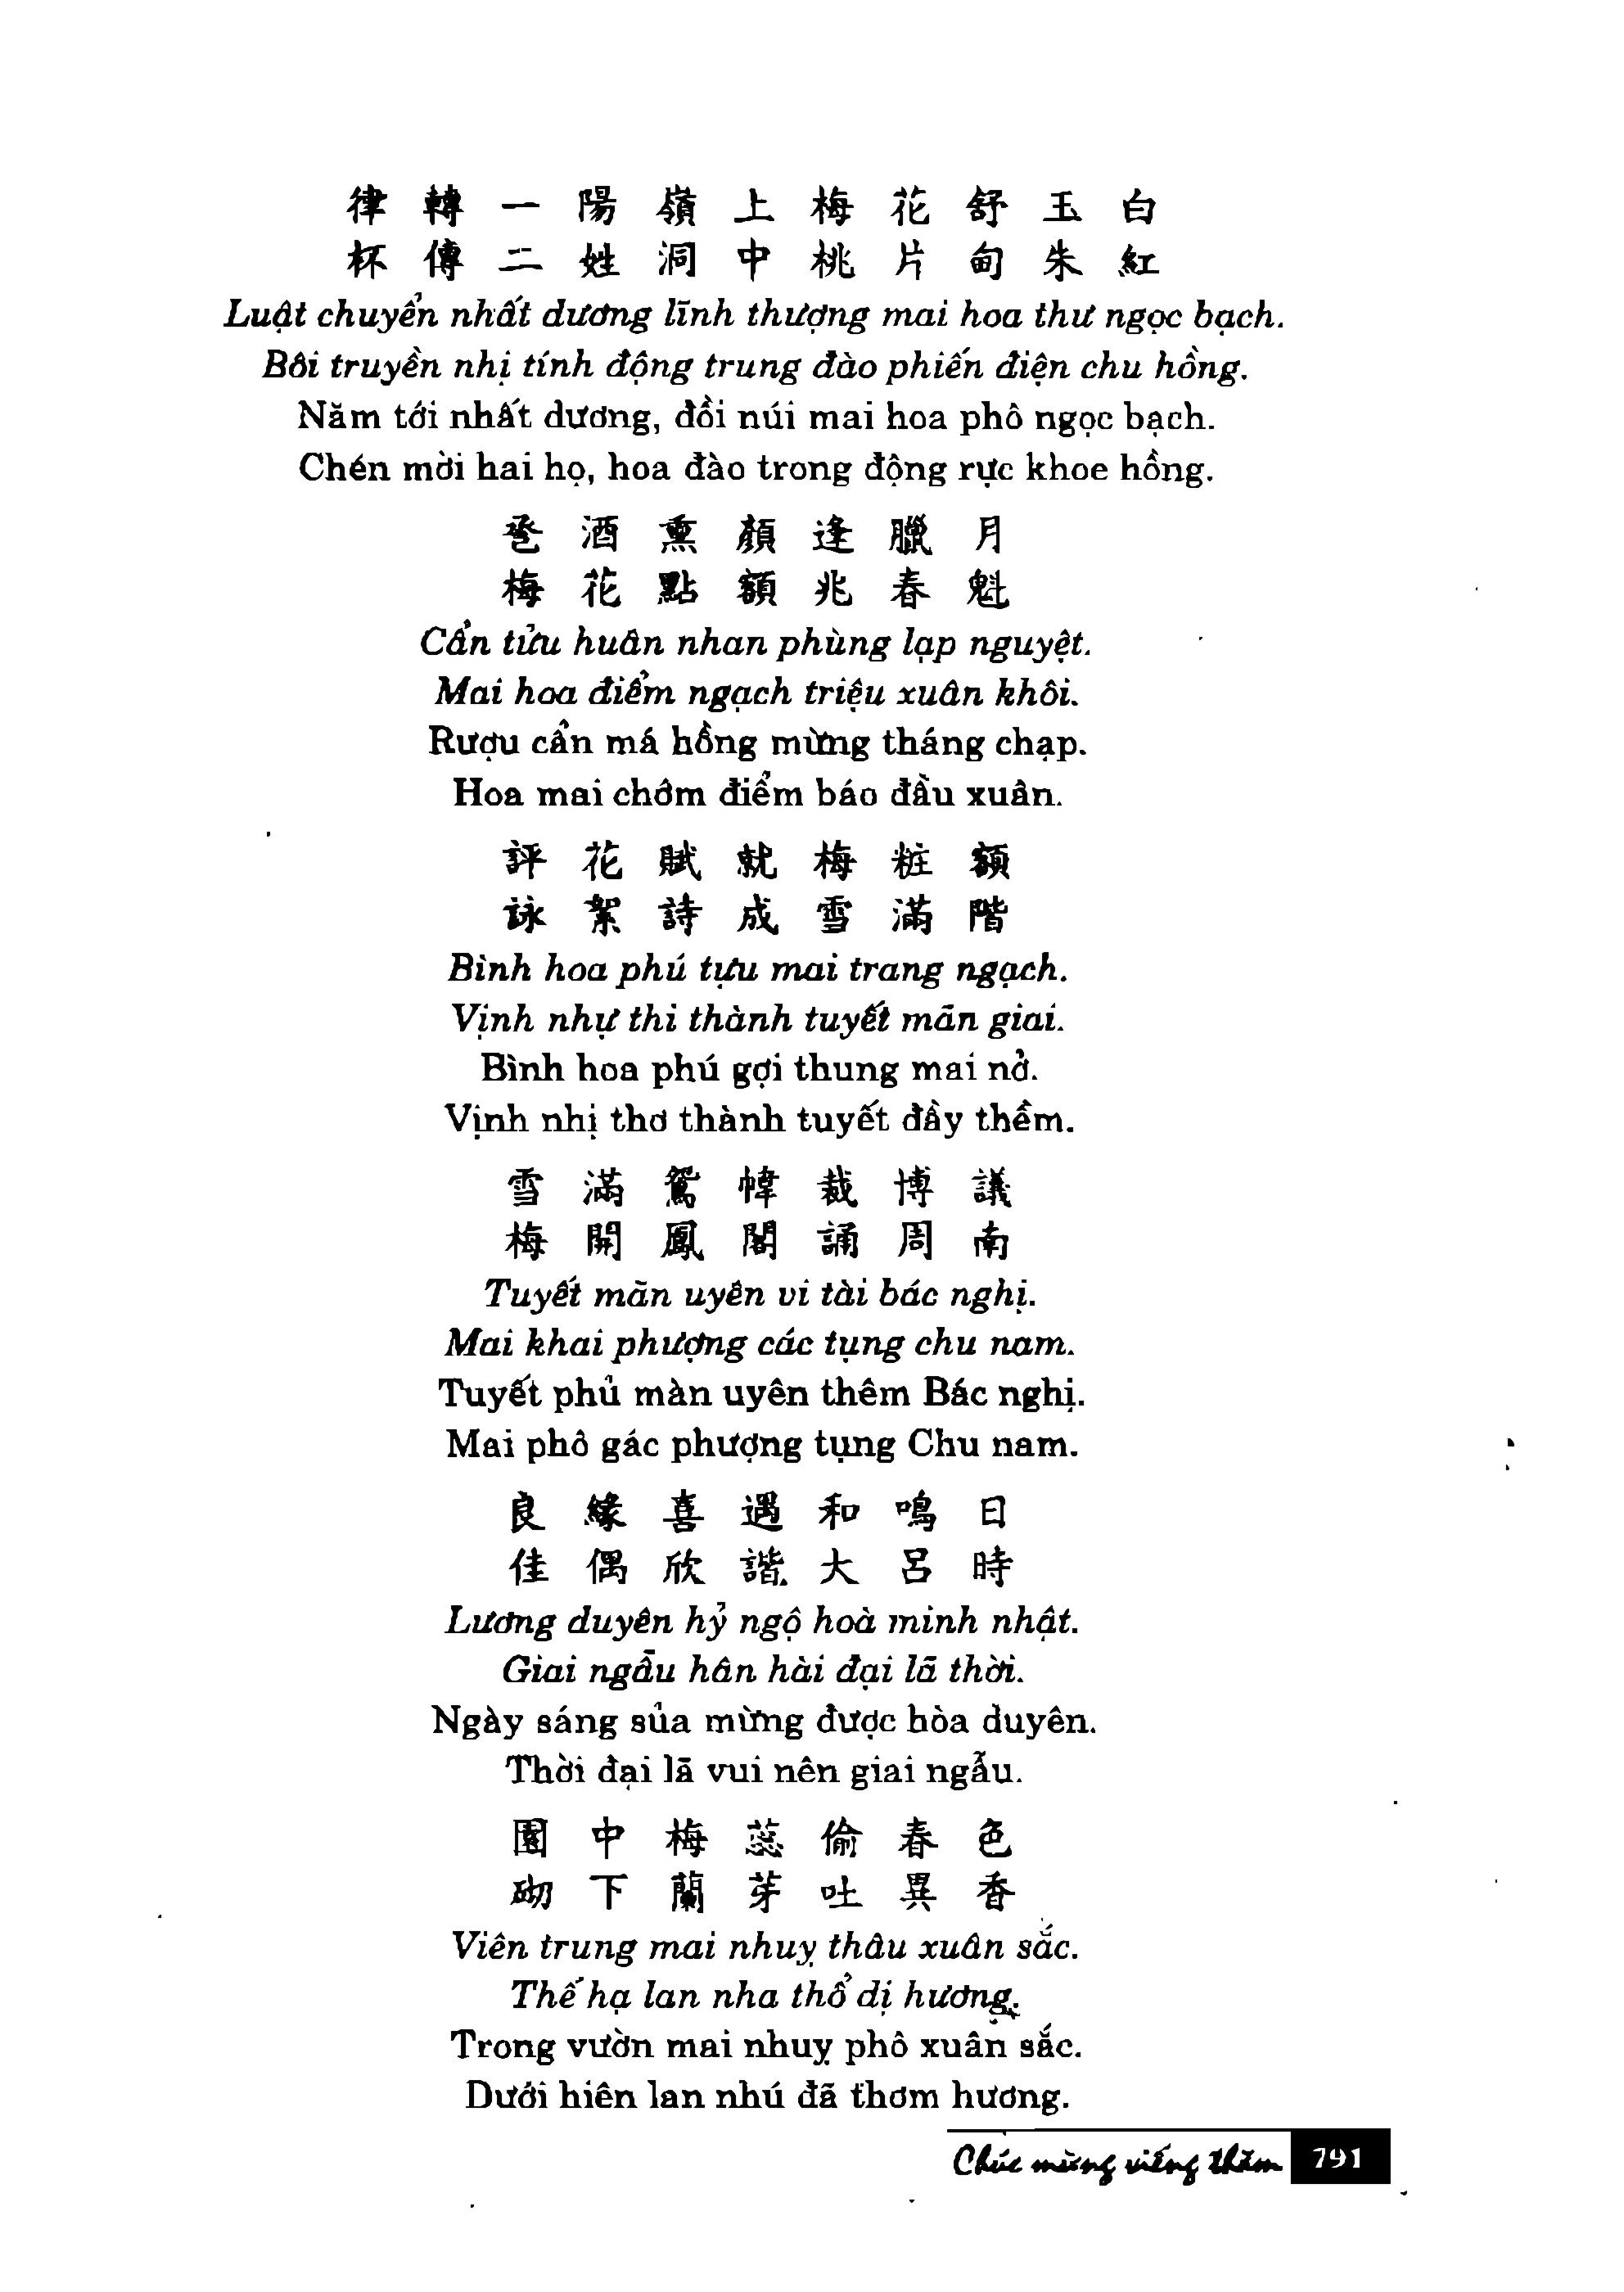 律轉一陽嶺上梅花舒玉白
杯傳二姓洞中桃片甸朱紅
Luật chuyển nhất dương lĩnh thượng mai hoa thư ngọc bạch.
Bôi truyền nhị tính động trung đào phiến điện chu hồng.
Năm tới nhất dương, đồi núi mai hoa phô ngọc bạch.
Chén mời hai họ, hoa đào trong động rực khoe hồng.
卺酒熏顏逢臘月
梅花點額兆春魁
Cẩn tửu huân nhan phùng lạp nguyệt.
Mai hoa điểm ngạch triệu xuân khôi.
Rượu cẩn má hồng mừng tháng chạp.
Hoa mai chớm điểm báo đầu xuân.
評花賦就梅粧額
詠絮詩成雪滿階
Bình hoa phú tựu mai trang ngạch.
Vịnh nhự thi thành tuyết mãn giai.
Bình hoa phú gợi thung mai nở.
Vịnh nhị thơ thành tuyết đầy thềm.
雪滿鴛幃裁博議
梅開鳳閣誦周南
Tuyết mãn uyên vi tài bác nghị.
Mai khai phượng các tụng chu nam.
Tuyết phủ màn uyên thêm Bác nghị.
Mai phô gác phượng tụng Chu nam.
良緣喜遇和鳴日
佳偶欣諧大呂時
Lương duyên hỷ ngộ hoà minh nhật.
Giai ngẫu hân hài đại lã thời.
Ngày sáng sủa mừng được hòa duyên.
Thời đại lã vui nên giai ngẫu.
園中梅蕊偷春色
砌下蘭芽吐異香
Viên trung mai nhuỵ thâu xuân sắc.
Thế hạ lan nha thổ dị hương.
Trong vườn mai nhuỵ phô xuân sắc.
Dưới hiên lan nhú đã thơm hương.
Chúc mừng viếng thăm 791